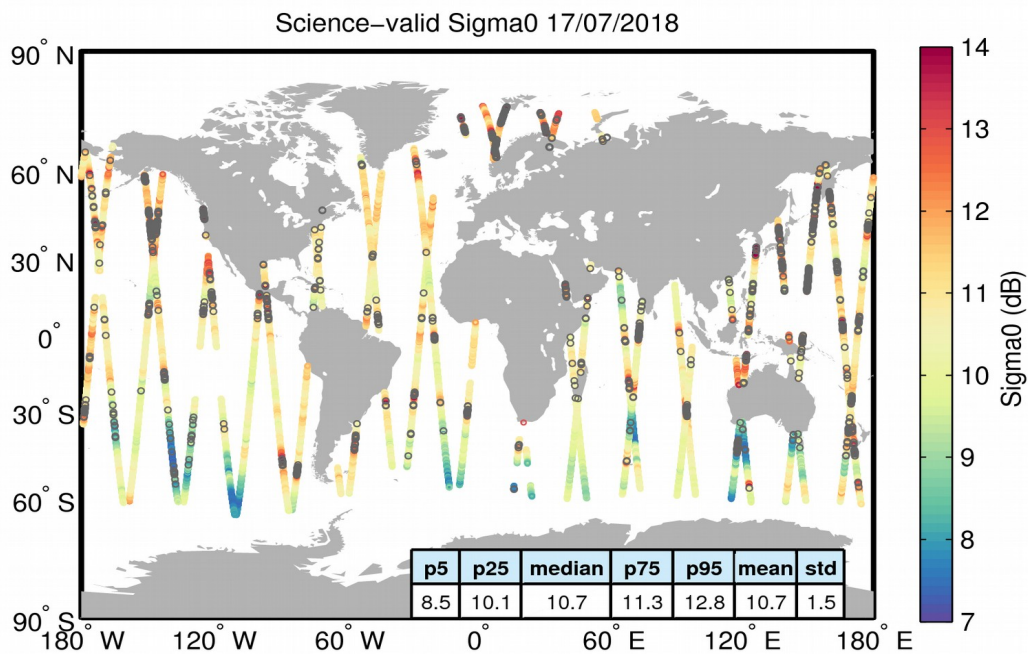 Science−valid Sigma0 17/07/2018
90° N
60° N
30° N
0°
30° S
60° S
90° S
180° W
120° W
60° W
0°
60° E
120° E
180° E
p5 p25 median p75 p95 mean std
8.5 10.1 10.7 11.3 12.8 10.7 1.5
14
13
12
11
10
9
8
7
Sigma0 (dB)